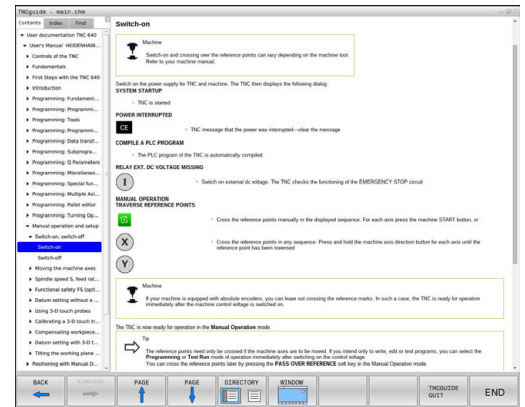 TNCguide - main.chm
Contents Index Find
User documentation TNC 640
User's Manual HEIDENHAIN...
Controls of the TNC
Fundamentals
First Steps with the TNC 640
Introduction
Programming: Fundament...
Programming: Programmi...
Programming: Tools
Programming: Programmi...
Programming: Data transf...
Programming: Subprogra...
Programming: Q Parameters
Programming: Miscellaneo...
Programming: Special fun...
Programming: Multiple Axi...
Programming: Pallet editor
Programming: Turning Op...
Manual operation and setup
Switch-on, switch-off
Switch-on
Switch-off
Moving the machine axes
Spindle speed S, feed rat...
Functional safety FS (opti...
Datum setting without a ...
Using 3-D touch probes
Calibrating a 3-D touch tr...
Compensating workpiece...
Datum setting with 3-D t...
Tilting the working plane ...
Positioning with Manual D...
Switch-on
Machine
Switch-on and crossing over the reference points can vary depending on the machine tool.
Refer to your machine manual.
Switch on the power supply for TNC and machine. The TNC then displays the following dialog:
SYSTEM STARTUP
TNC is started
POWER INTERRUPTED
CE
TNC message that the power was interrupted—clear the message
COMPILE A PLC PROGRAM
The PLC program of the TNC is automatically compiled
RELAY EXT. DC VOLTAGE MISSING
I
Switch on external dc voltage. The TNC checks the functioning of the EMERGENCY STOP circuit
MANUAL OPERATION
TRAVERSE REFERENCE POINTS
Cross the reference points manually in the displayed sequence: For each axis press the machine START button, or
X
Cross the reference points in any sequence: Press and hold the machine axis direction button for each axis until the
reference point has been traversed
Y
Machine
If your machine is equipped with absolute encoders, you can leave out crossing the reference marks. In such a case, the TNC is ready for operation
immediately after the machine control voltage is switched on.
The TNC is now ready for operation in the Manual Operation mode.
Tip
The reference points need only be crossed if the machine axes are to be moved. If you intend only to write, edit or test programs, you can select the
Programming or Test Run mode of operation immediately after switching on the control voltage.
You can cross the reference points later by pressing the PASS OVER REFERENCE soft key in the Manual Operation mode.
BACK FORWARD PAGE PAGE DIRECTORY WINDOW TNCGUIDE
QUIT END